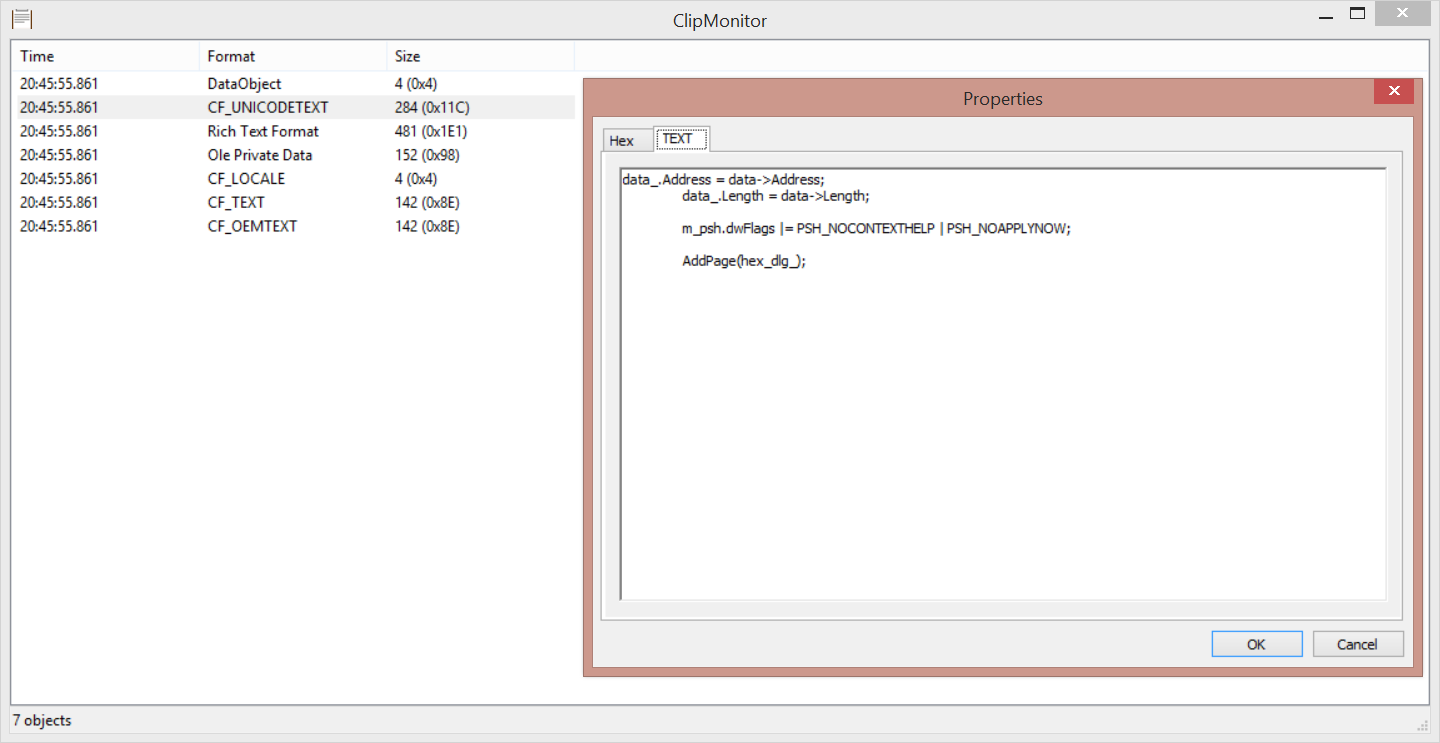 ClipMonitor
Time Format Size
20:45:55.861 DataObject 4 (0x4)
20:45:55.861 CF_UNICODETEXT 284 (0x11C)
20:45:55.861 Rich Text Format 481 (0x1E1)
20:45:55.861 Ole Private Data 152 (0x98)
20:45:55.861 CF_LOCALE 4 (0x4)
20:45:55.861 CF_TEXT 142 (0x8E)
20:45:55.861 CF_OEMTEXT 142 (0x8E)
Properties
Hex TEXT
data_.Address = data->Address;
data_.Length = data->Length;
m_psh.dwFlags |= PSH_NOCONTEXTHELP | PSH_NOAPPLYNOW;
AddPage(hex_dlg_);
OK Cancel
7 objects